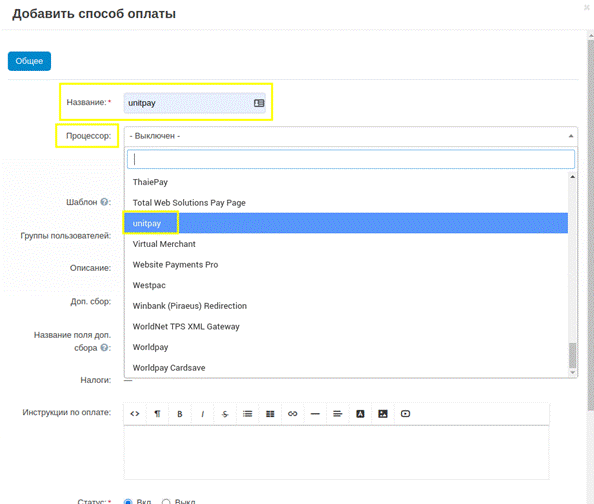 Добавить способ оплаты
×
Общее
Название: *
unitpay
Процессор:
- Выключен -
ThaiePay
Total Web Solutions Pay Page
Шаблон ?:
unitpay
Группы пользователей:
Virtual Merchant
Website Payments Pro
Описание:
Westpac
Доп. сбор:
Winbank (Piraeus) Redirection
WorldNet TPS XML Gateway
Название поля доп.
сбора ?:
Worldpay
Worldpay Cardsave
Налоги: —
Инструкции по оплате:
<> ¶ B I S A
Статус: * Вкл. Выкл.